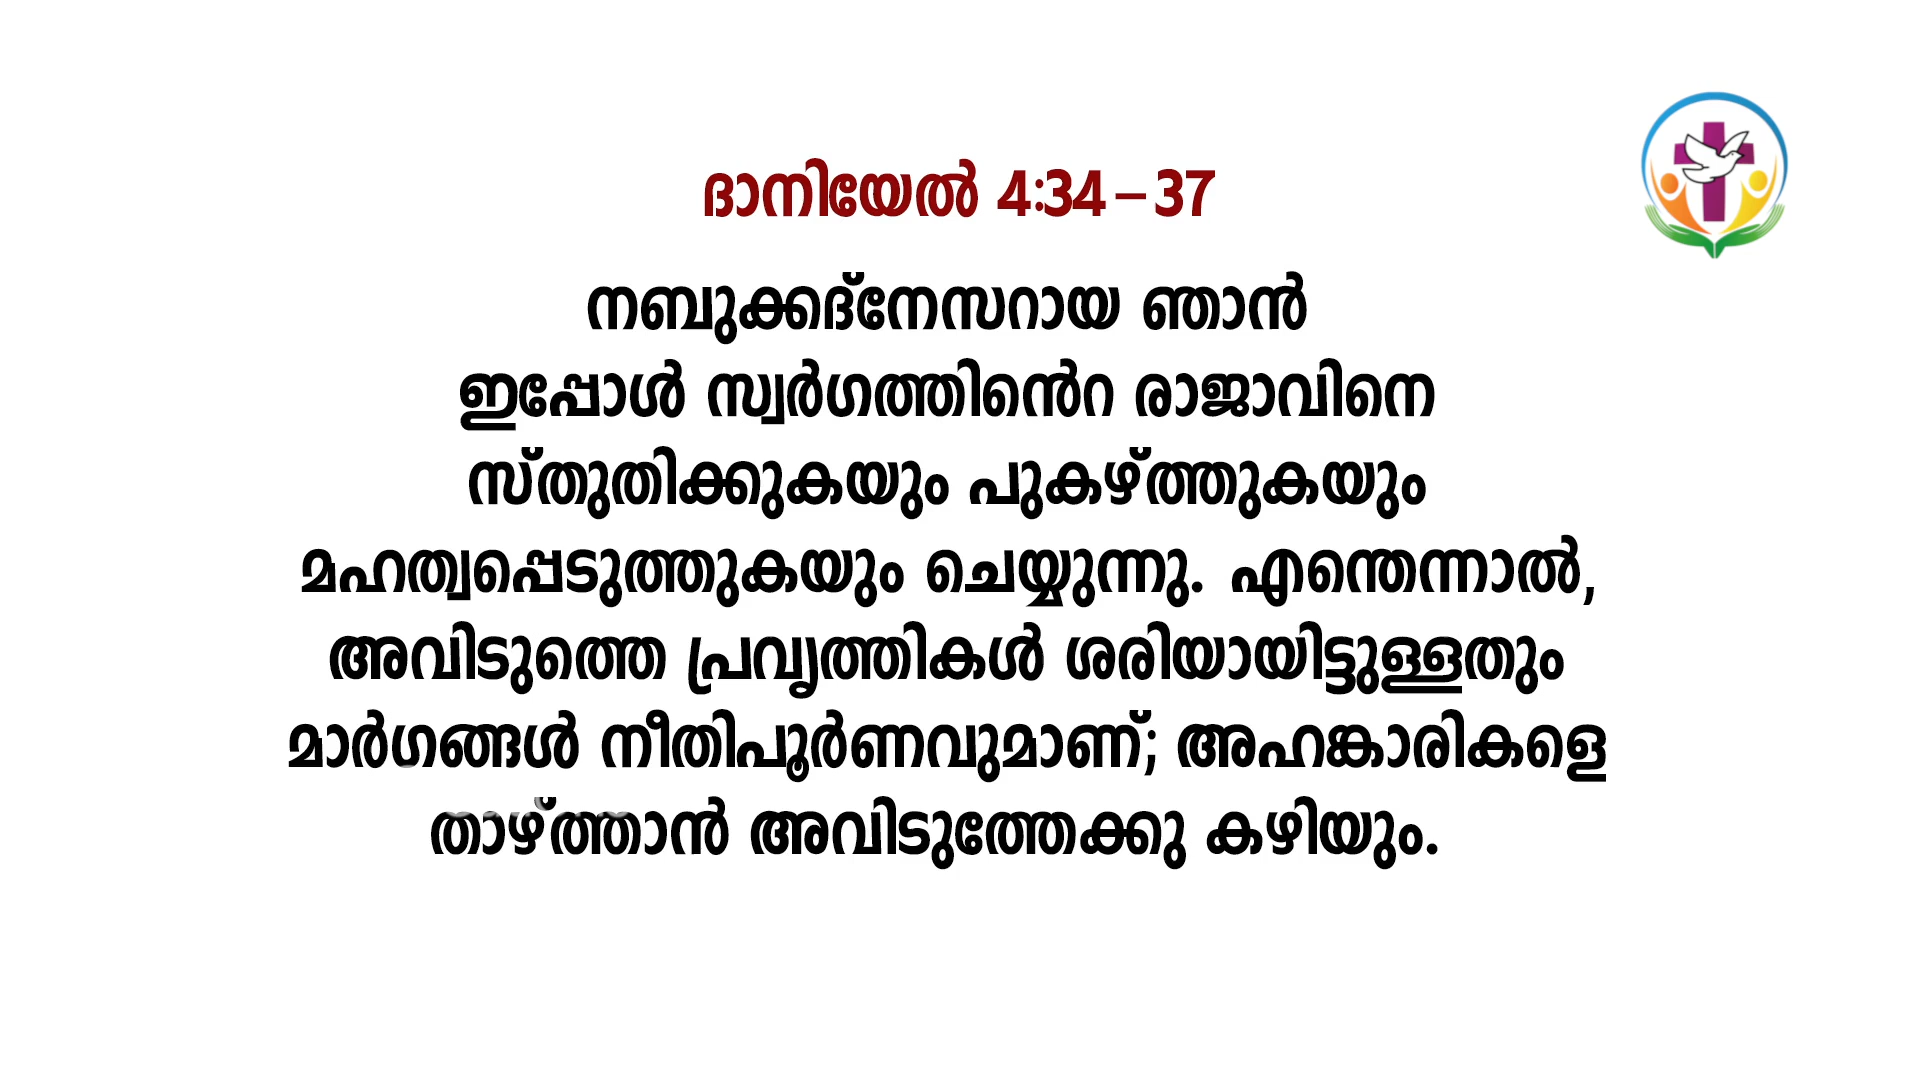 ദാനിയേൽ 4:34-37
നബുക്കദ്നേസറായ ഞാൻ
ഇപ്പോൾ സ്വർഗത്തിൻെറ രാജാവിനെ
സ്തുതിക്കുകയും പുകഴ്ത്തുകയും
മഹത്വപ്പെടുത്തുകയും ചെയ്യുന്നു. എന്തെന്നാൽ,
അവിടുത്തെ പ്രവൃത്തികൾ ശരിയായിട്ടുള്ളതും
മാർഗങ്ങൾ നീതിപൂർണവുമാണ്; അഹങ്കാരികളെ
താഴ്ത്താൻ അവിടുത്തേക്കു കഴിയും.